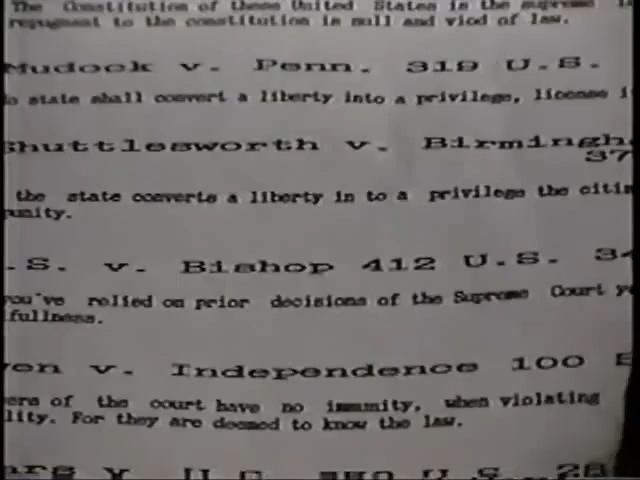 The Constitution of these United States is the supreme
repugnant to the constitution is null and viod of law.
Mudock v. Penn. 319 U.S.
o state shall convert a liberty into a privilege, license
Shuttlesworth v. Birmingh
37
the state converts a liberty in to a privilege the citi
unity.
.S. v. Bishop 412 U.S. 34
you've relied on prior decisions of the Supreme Court y
fullness.
en v. Independence 100
ers of the court have no immunity, when violating
lity. For they are deemed to know the law.